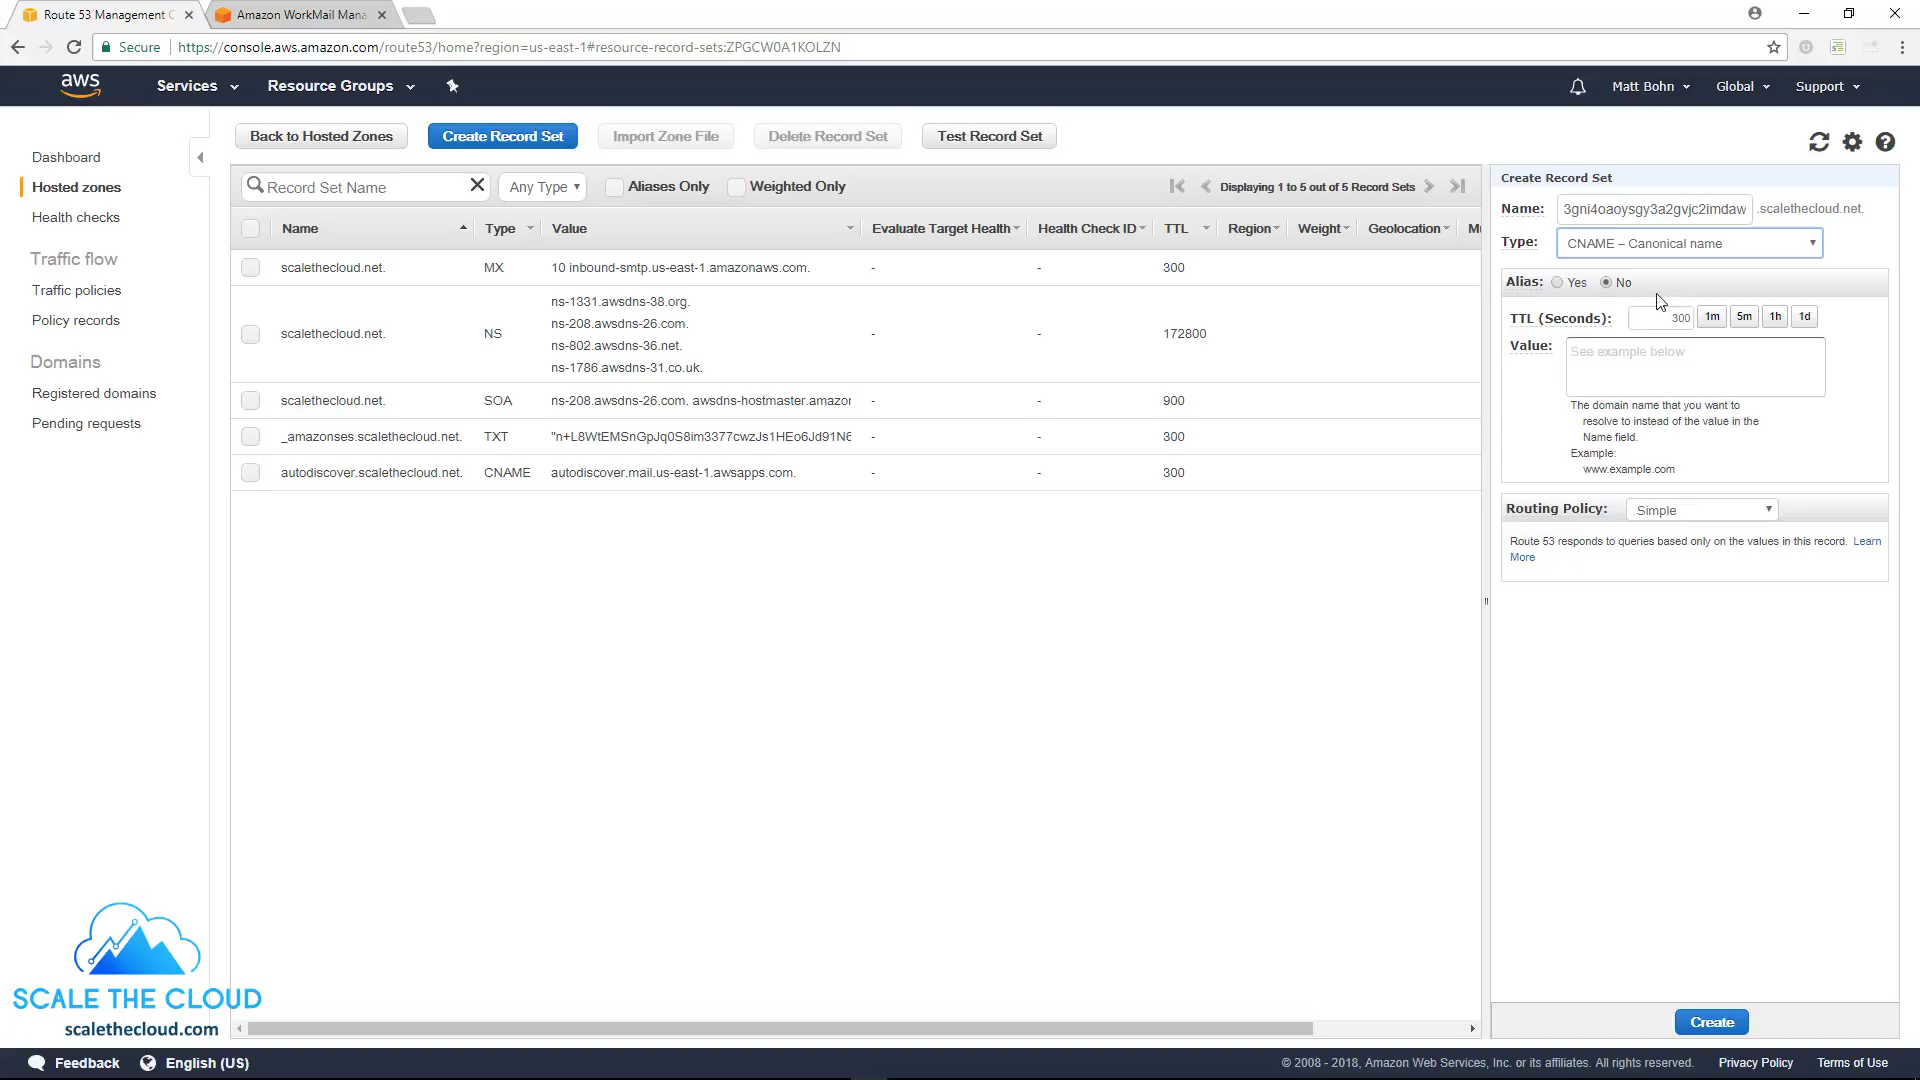 Route 53 Management C
Amazon WorkMail Mana
Secure
https://console.aws.amazon.com/route53/home?region=us-east-1#resource-record-sets:ZPGCW0A1KOLZN
aws
Services
Resource Groups
Matt Bohn
Global
Support
Dashboard
Hosted zones
Health checks
Traffic flow
Traffic policies
Policy records
Domains
Registered domains
Pending requests
Back to Hosted Zones
Create Record Set
Import Zone File
Delete Record Set
Test Record Set
Record Set Name
Any Type
Aliases Only
Weighted Only
Displaying 1 to 5 out of 5 Record Sets
Name Type Value Evaluate Target Health Health Check ID TTL Region Weight Geolocation Mu
scalethecloud.net. MX 10 inbound-smtp.us-east-1.amazonaws.com. - - 300
ns-1331.awsdns-38.org.
ns-208.awsdns-26.com.
scalethecloud.net. NS - - 172800
ns-802.awsdns-36.net.
ns-1786.awsdns-31.co.uk.
scalethecloud.net. SOA ns-208.awsdns-26.com. awsdns-hostmaster.amazon - - 900
_amazonses.scalethecloud.net. TXT "n+L8WtEMSnGpJq0S8im3377cwzJs1HEo6Jd91N6 - - 300
autodiscover.scalethecloud.net. CNAME autodiscover.mail.us-east-1.awsapps.com. - - 300
Create Record Set
Name: 3gni4oaoysgy3a2gvjc2imdaw .scalethecloud.net.
Type: CNAME – Canonical name
Alias: Yes No
TTL (Seconds): 300 1m 5m 1h 1d
Value: See example below
The domain name that you want to
resolve to instead of the value in the
Name field.
Example:
www.example.com
Routing Policy: Simple
Route 53 responds to queries based only on the values in this record. Learn
More
Create
SCALE THE CLOUD
scalethecloud.com
Feedback
English (US)
© 2008 - 2018, Amazon Web Services, Inc. or its affiliates. All rights reserved.
Privacy Policy
Terms of Use